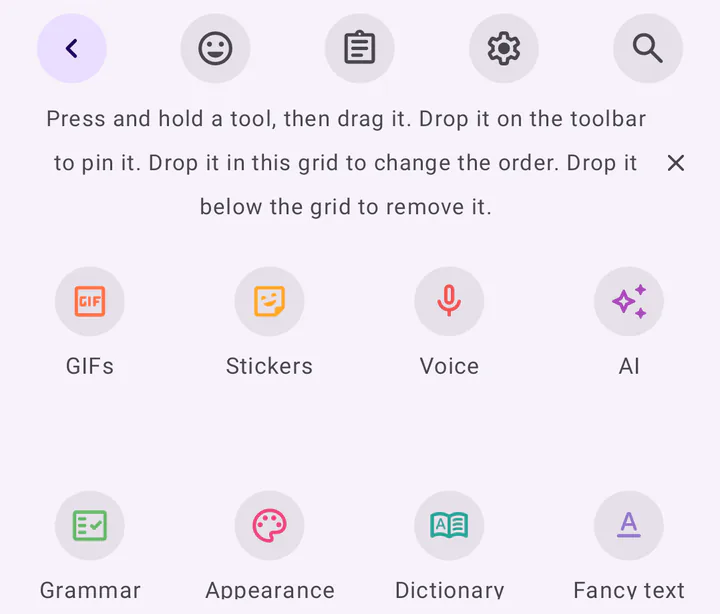 Press and hold a tool, then drag it. Drop it on the toolbar
to pin it. Drop it in this grid to change the order. Drop it
below the grid to remove it.
GIF
GIFs
Stickers
Voice
AI
A
A
Grammar
Appearance
Dictionary
Fancy text